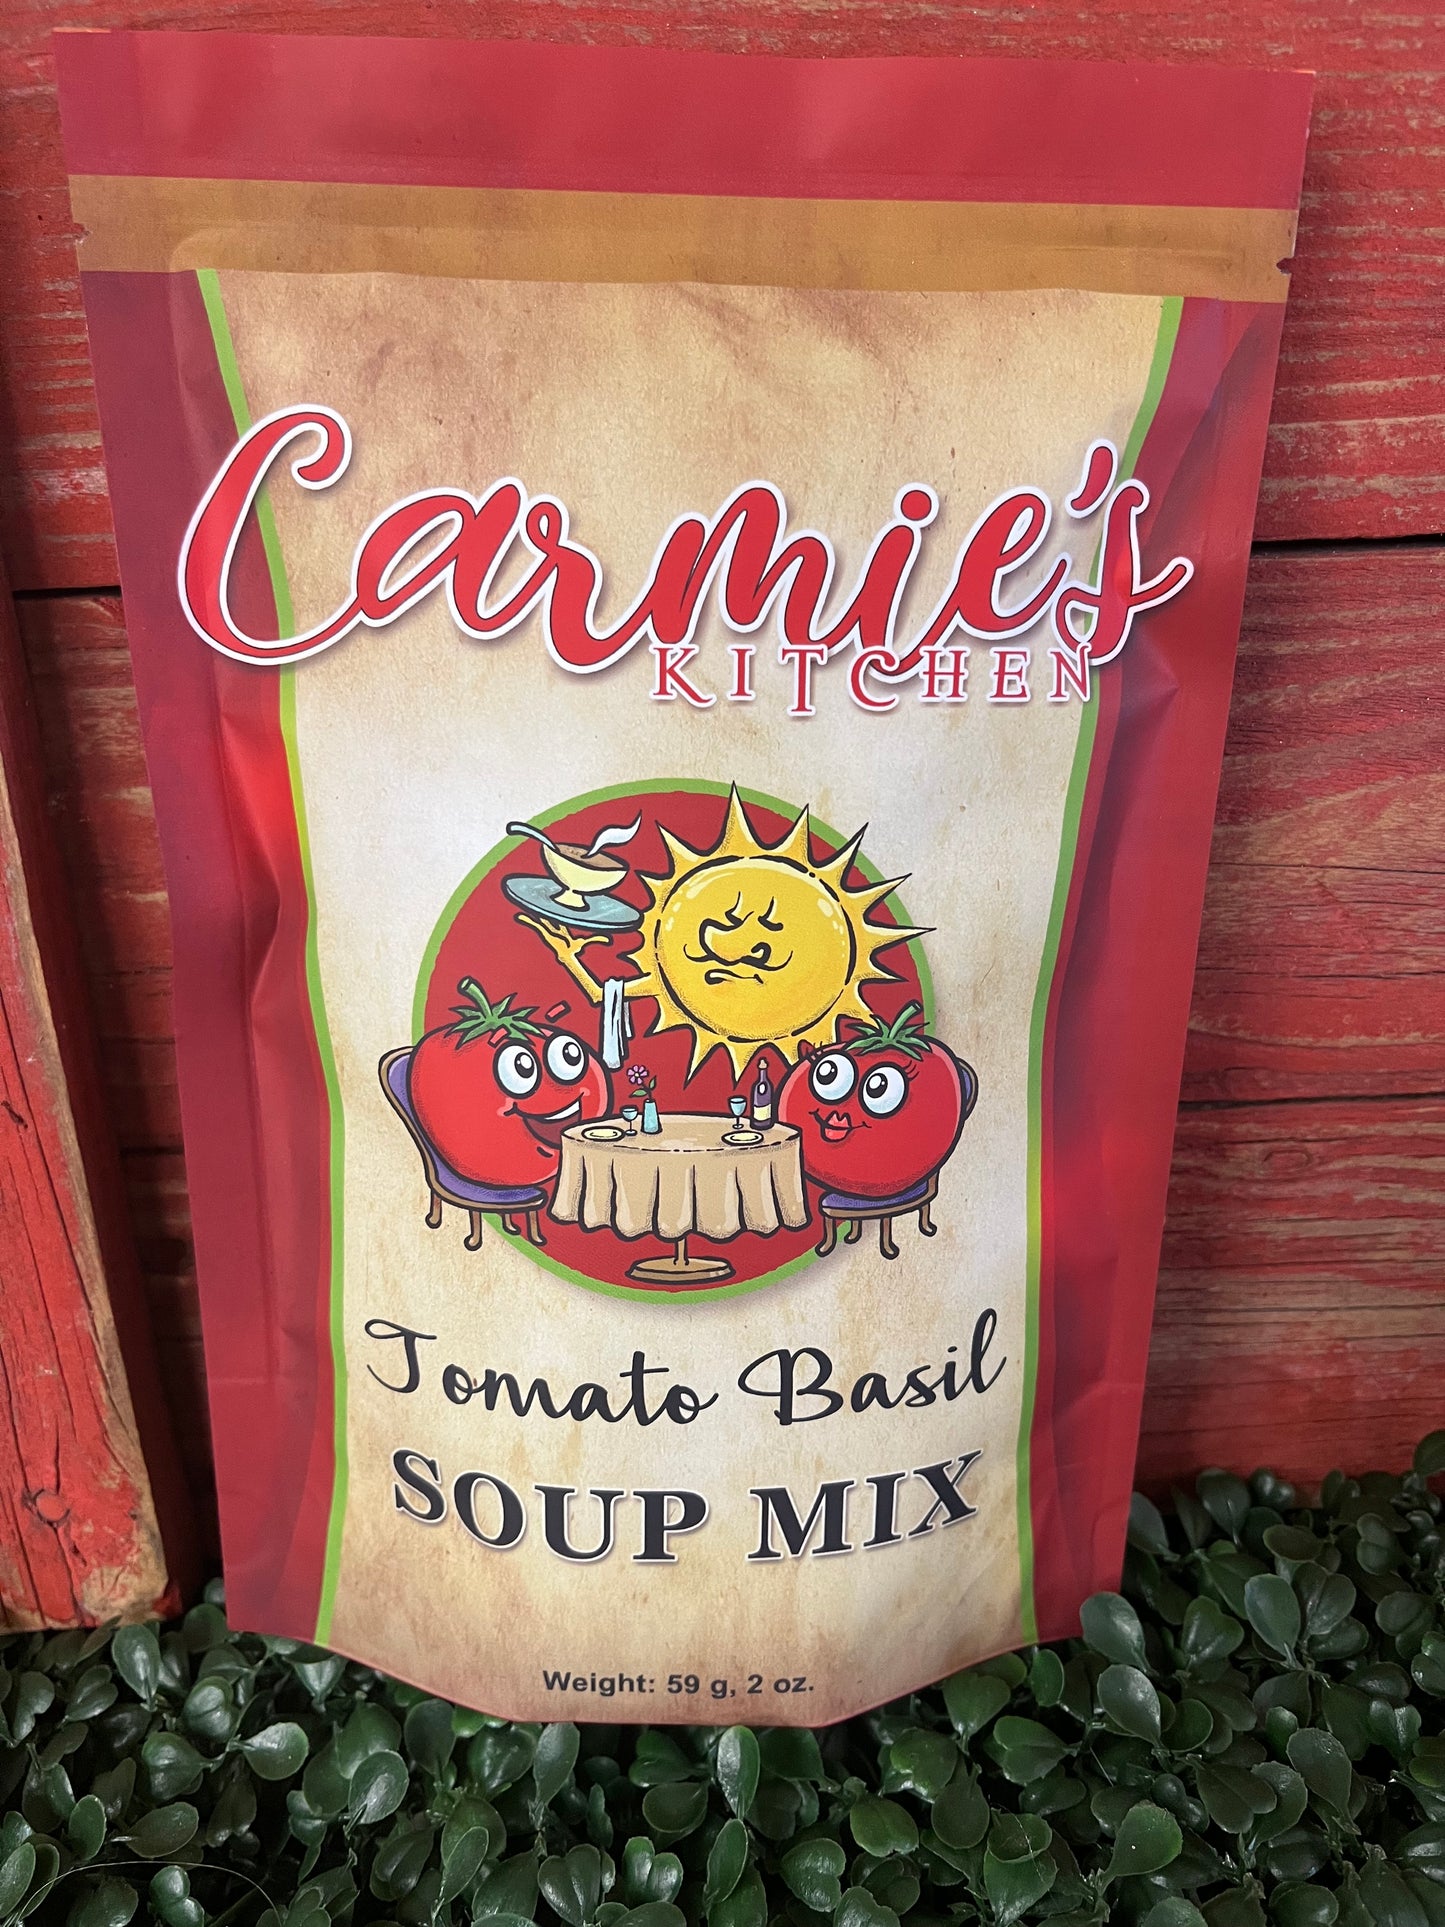 Carmie's
KITCHEN
Tomato Basil
SOUP MIX
Weight: 59 g, 2 oz.